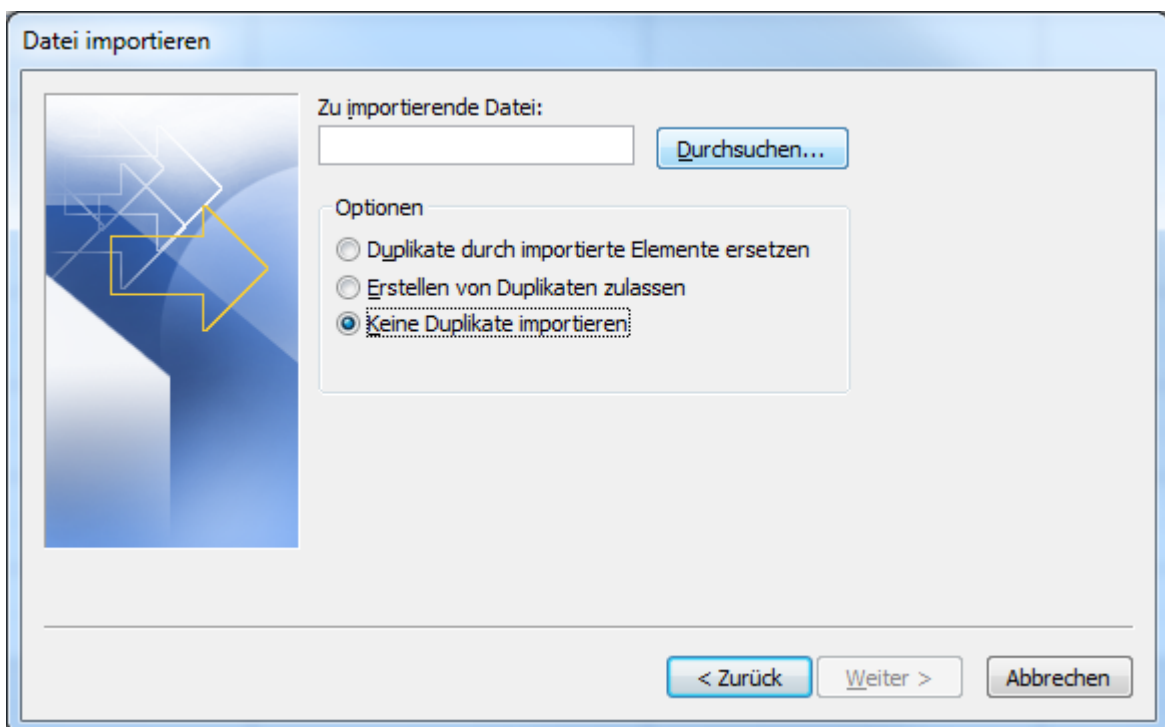 Datei importieren
Zu importierende Datei:
Durchsuchen...
Optionen
Duplikate durch importierte Elemente ersetzen
Erstellen von Duplikaten zulassen
Keine Duplikate importieren
< Zurück
Weiter >
Abbrechen